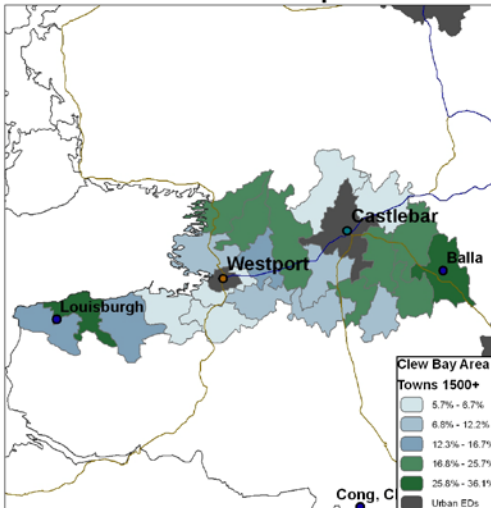 Castlebar
Westport
Balla
Louisburgh
Clew Bay Area
Towns 1500+
5.7% - 6.7%
6.8% - 12.2%
12.3% - 16.7%
16.8% - 25.7%
25.8% - 36.1%
Urban EDs
Cong, C